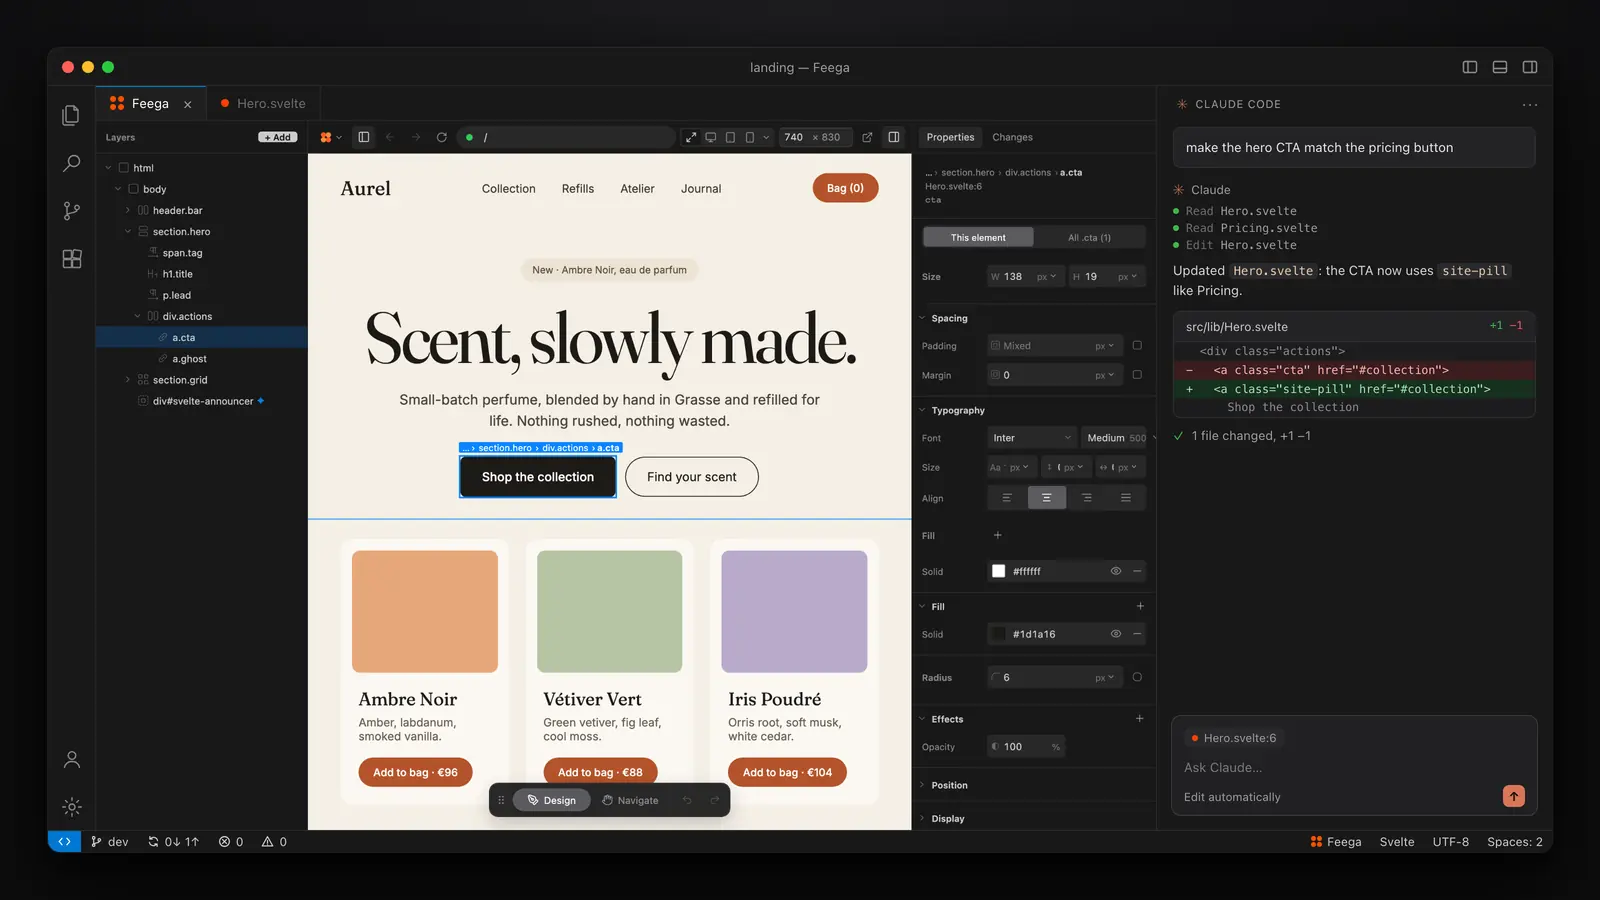 landing — Feega
Feega
Hero.svelte
Layers
+ Add
html
body
header.bar
section.hero
span.tag
h1.title
p.lead
div.actions
a.cta
a.ghost
section.grid
div#svelte-announcer
/
740 × 830
Aurel
Collection Refills Atelier Journal
Bag (0)
New · Ambre Noir, eau de parfum
Scent, slowly made.
Small-batch perfume, blended by hand in Grasse and refilled for
life. Nothing rushed, nothing wasted.
... › section.hero › div.actions › a.cta
Shop the collection
Find your scent
Ambre Noir
Amber, labdanum,
smoked vanilla.
Add to bag · €96
Vétiver Vert
Green vetiver, fig leaf,
cool moss.
Add to bag · €88
Iris Poudré
Orris root, soft musk,
white cedar.
Add to bag · €104
Design
Navigate
Properties Changes
... › section.hero › div.actions › a.cta
Hero.svelte:6
cta
This element
All .cta (1)
Size W 138 px H 19 px
Spacing
Padding Mixed px
Margin 0 px
Typography
Font Inter Medium 500
Size Aa px px px
Align
Fill
Solid #ffffff
Fill
Solid #1d1a16
Radius 6 px
Effects
Opacity 100 %
Position
Display
CLAUDE CODE
make the hero CTA match the pricing button
Claude
Read Hero.svelte
Read Pricing.svelte
Edit Hero.svelte
Updated Hero.svelte: the CTA now uses site-pill
like Pricing.
src/lib/Hero.svelte +1 −1
<div class="actions">
− <a class="cta" href="#collection">
+ <a class="site-pill" href="#collection">
Shop the collection
1 file changed, +1 −1
Hero.svelte:6
Ask Claude...
Edit automatically
dev
0↓ 1↑
0
0
Feega
Svelte
UTF-8
Spaces: 2